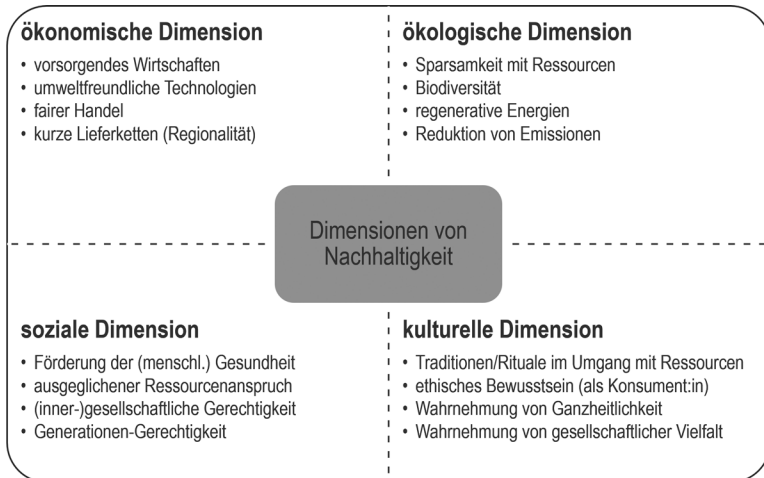 ökonomische Dimension
• vorsorgendes Wirtschaften
• umweltfreundliche Technologien
• fairer Handel
• kurze Lieferketten (Regionalität)
ökologische Dimension
• Sparsamkeit mit Ressourcen
• Biodiversität
• regenerative Energien
• Reduktion von Emissionen
Dimensionen von
Nachhaltigkeit
soziale Dimension
• Förderung der (menschl.) Gesundheit
• ausgeglichener Ressourcenanspruch
• (inner-)gesellschaftliche Gerechtigkeit
• Generationen-Gerechtigkeit
kulturelle Dimension
• Traditionen/Rituale im Umgang mit Ressourcen
• ethisches Bewusstsein (als Konsument:in)
• Wahrnehmung von Ganzheitlichkeit
• Wahrnehmung von gesellschaftlicher Vielfalt